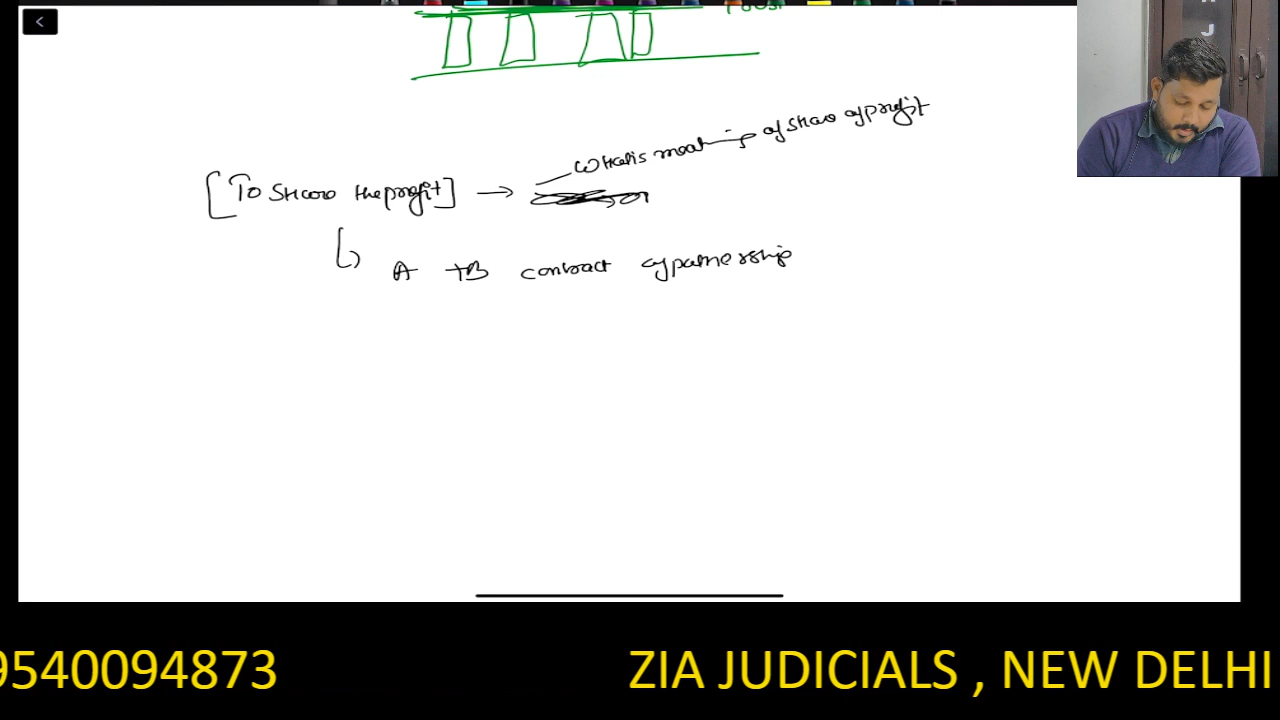 What is meaning of share of profit
[To share the profit] →
A + B contract of partnership
9540094873
ZIA JUDICIALS , NEW DELHI